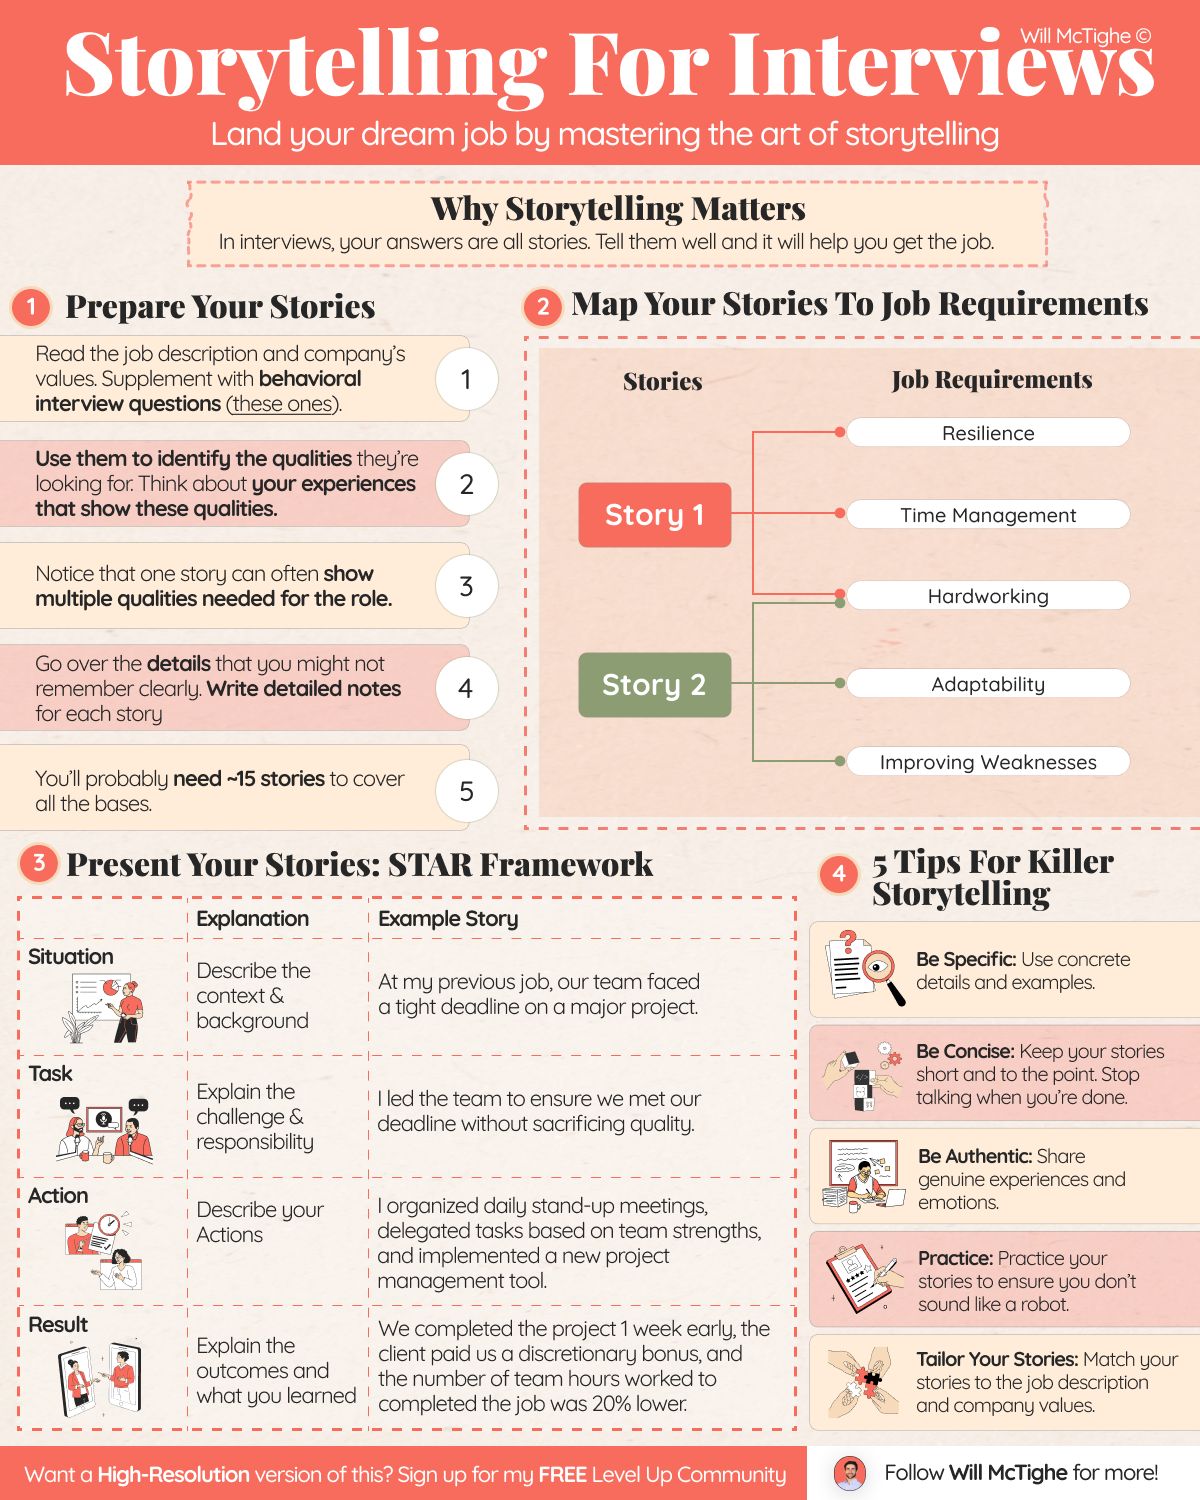 Will McTighe ©
Storytelling For Interviews
Land your dream job by mastering the art of storytelling
Why Storytelling Matters
In interviews, your answers are all stories. Tell them well and it will help you get the job.
1 Prepare Your Stories
Read the job description and company's
values. Supplement with behavioral
interview questions (these ones).
1
Use them to identify the qualities they're
looking for. Think about your experiences
that show these qualities.
2
Notice that one story can often show
multiple qualities needed for the role.
3
Go over the details that you might not
remember clearly. Write detailed notes
for each story
4
You'll probably need ~15 stories to cover
all the bases.
5
2 Map Your Stories To Job Requirements
Stories
Job Requirements
Story 1
Story 2
Resilience
Time Management
Hardworking
Adaptability
Improving Weaknesses
3 Present Your Stories: STAR Framework
Explanation
Example Story
Situation
Describe the
context &
background
At my previous job, our team faced
a tight deadline on a major project.
Task
Explain the
challenge &
responsibility
I led the team to ensure we met our
deadline without sacrificing quality.
Action
Describe your
Actions
I organized daily stand-up meetings,
delegated tasks based on team strengths,
and implemented a new project
management tool.
Result
Explain the
outcomes and
what you learned
We completed the project 1 week early, the
client paid us a discretionary bonus, and
the number of team hours worked to
completed the job was 20% lower.
4 5 Tips For Killer
Storytelling
?
Be Specific: Use concrete
details and examples.
Be Concise: Keep your stories
short and to the point. Stop
talking when you're done.
Be Authentic: Share
genuine experiences and
emotions.
Practice: Practice your
stories to ensure you don't
sound like a robot.
Tailor Your Stories: Match your
stories to the job description
and company values.
Want a High-Resolution version of this? Sign up for my FREE Level Up Community
Follow Will McTighe for more!